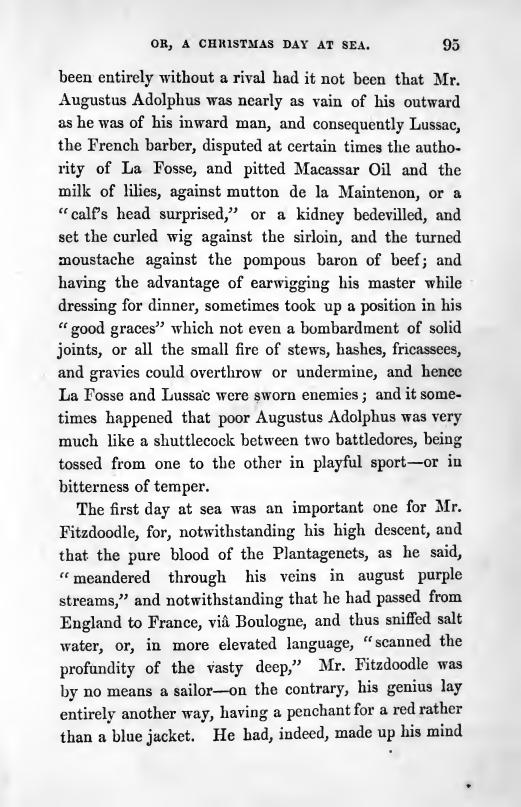 OR, A CHRISTMAS DAY AT SEA. 95
been entirely without a rival had it not been that Mr.
Augustus Adolphus was nearly as vain of his outward
as he was of his inward man, and consequently Lussac,
the French barber, disputed at certain times the autho-
rity of La Fosse, and pitted Macassar Oil and the
milk of lilies, against mutton de la Maintenon, or a
“calf's head surprised,” or a kidney bedevilled, and
set the curled wig against the sirloin, and the turned
moustache against the pompous baron of beef; and
having the advantage of earwigging his master while
dressing for dinner, sometimes took up a position in his
“good graces” which not even a bombardment of solid
joints, or all the small fire of stews, hashes, fricassees,
and gravies could overthrow or undermine, and hence
La Fosse and Lussac were sworn enemies; and it some-
times happened that poor Augustus Adolphus was very
much like a shuttlecock between two battledores, being
tossed from one to the other in playful sport—or in
bitterness of temper.
The first day at sea was an important one for Mr.
Fitzdoodle, for, notwithstanding his high descent, and
that the pure blood of the Plantagenets, as he said,
“meandered through his veins in august purple
streams,” and notwithstanding that he had passed from
England to France, viâ Boulogne, and thus sniffed salt
water, or, in more elevated language, “scanned the
profundity of the vasty deep,” Mr. Fitzdoodle was
by no means a sailor—on the contrary, his genius lay
entirely another way, having a penchant for a red rather
than a blue jacket. He had, indeed, made up his mind